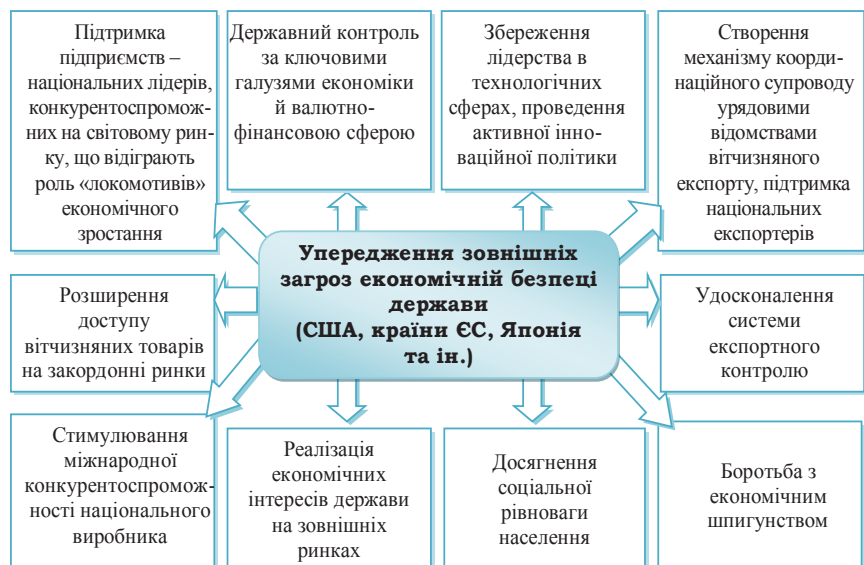 Підтримка
підприємств –
національних лідерів,
конкурентоспромож-
них на світовому рин-
ку, що відіграють
роль «локомотивів»
економічного
зростання
Державний контроль
за ключовими
галузями економіки
й валютно-
фінансовою сферою
Збереження
лідерства в
технологічних
сферах, проведення
активної інно-
ваційної політики
Створення
механізму коорди-
наційного супроводу
урядовими
відомствами
вітчизняного
експорту, підтримка
національних
експортерів
Упередження зовнішніх
загроз економічній безпеці
держави
(США, країни ЄС, Японія
та ін.)
Розширення
доступу
вітчизняних товарів
на закордонні ринки
Удосконалення
системи
експортного
контролю
Стимулювання
міжнародної
конкурентоспромож-
ності національного
виробника
Реалізація
економічних
інтересів держави
на зовнішніх
ринках
Досягнення
соціальної
рівноваги
населення
Боротьба з
економічним
шпигунством